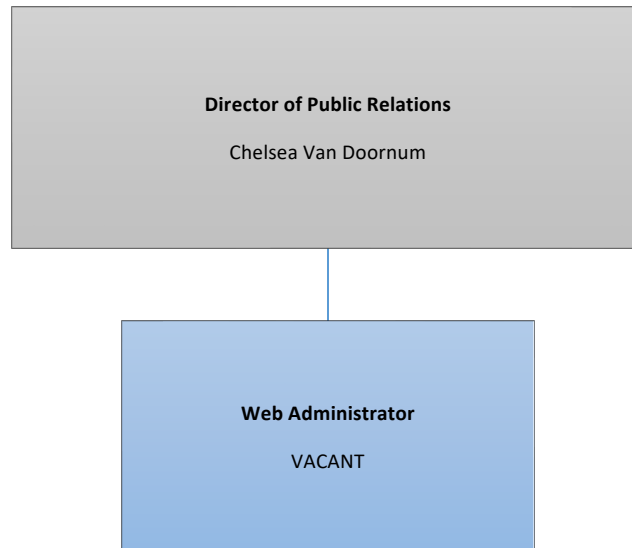 Director of Public Relations
Chelsea Van Doornum
Web Administrator
VACANT